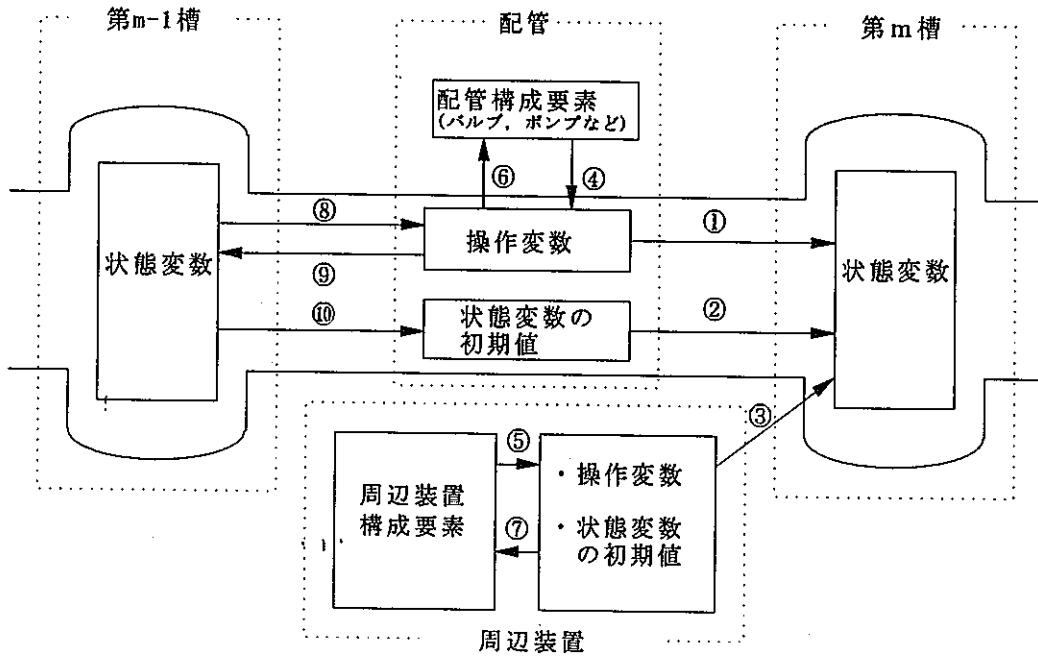 第m-1槽
配管
第m槽
配管構成要素
(バルブ, ポンプなど)
⑥
④
⑧
操作変数
①
状態変数
⑨
状態変数
⑩
状態変数の
初期値
②
③
周辺装置
構成要素
⑤
⑦
・操作変数
・状態変数
の初期値
周辺装置